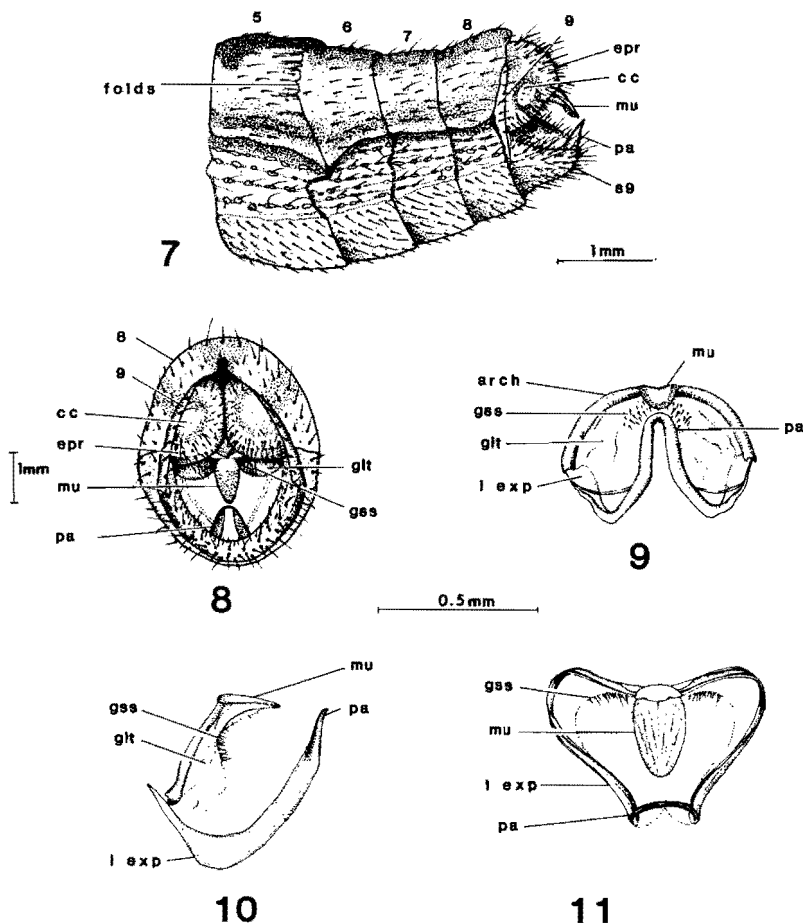 5 6 7 8 9
epr
folds
cc
mu
pa
s9
7
1mm
8
9
cc
epr
1mm
mu
pa
glt
gss
8
mu
arch
gss
pa
glt
l exp
9
0.5mm
mu
gss
pa
glt
l exp
10
gss
mu
l exp
pa
11